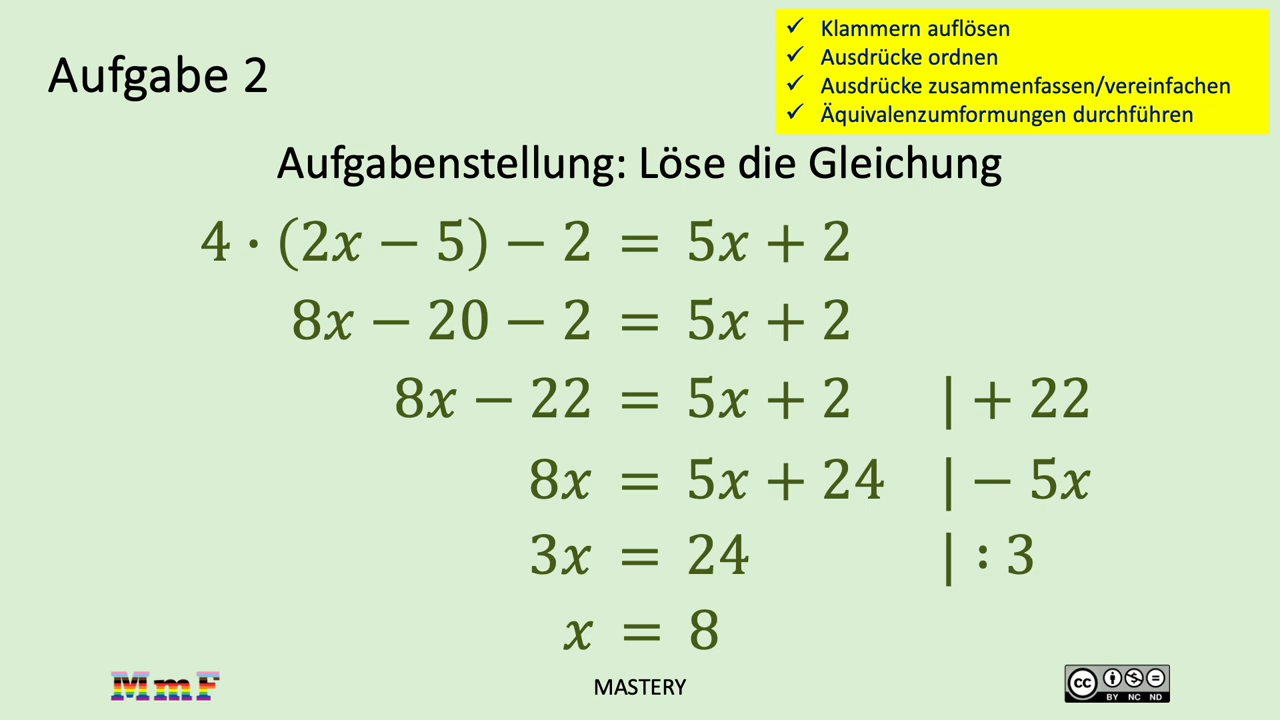 ✓ Klammern auflösen
✓ Ausdrücke ordnen
✓ Ausdrücke zusammenfassen/vereinfachen
✓ Äquivalenzumformungen durchführen
Aufgabe 2
Aufgabenstellung: Löse die Gleichung
4 · (2x − 5) − 2 = 5x + 2
8x − 20 − 2 = 5x + 2
8x − 22 = 5x + 2 | + 22
8x = 5x + 24 | − 5x
3x = 24 | : 3
x = 8
MmF
MASTERY
cc BY NC ND